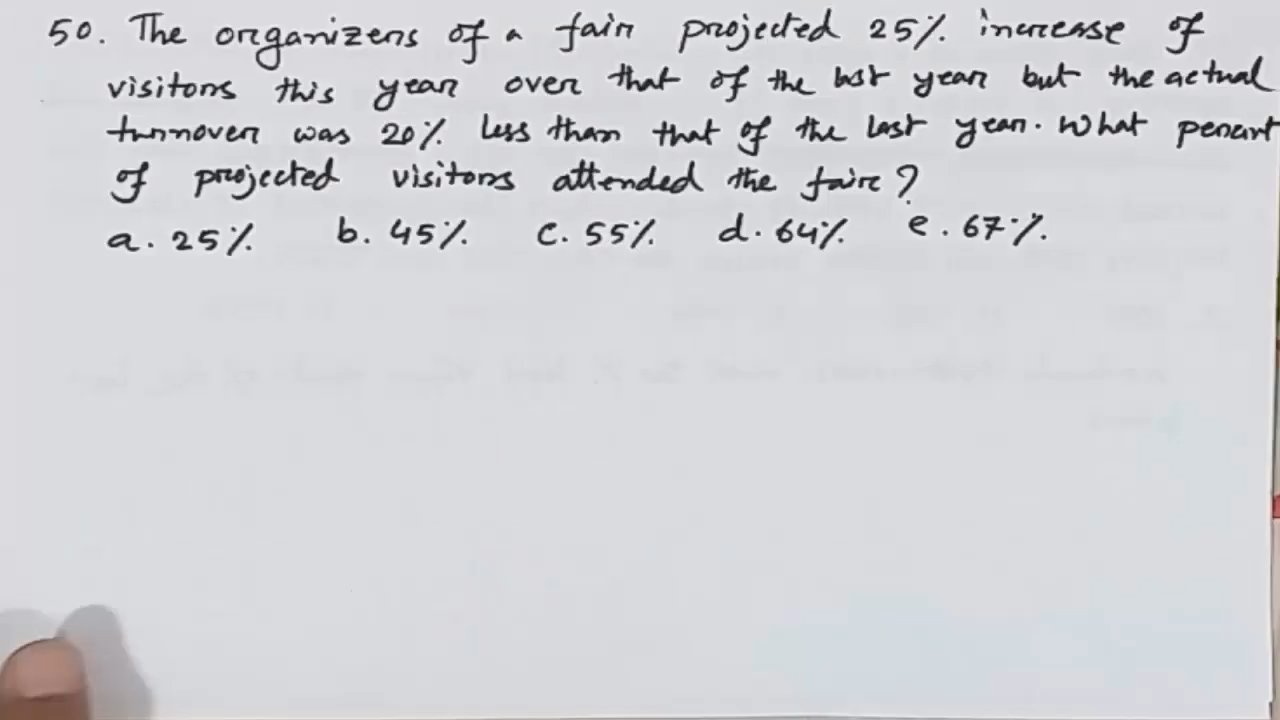 50. The organizers of a fair projected 25% increase of
visitors this year over that of the last year but the actual
turnover was 20% less than that of the last year. What percent
of projected visitors attended the faire?
a. 25% b. 45% c. 55% d. 64% e. 67%.